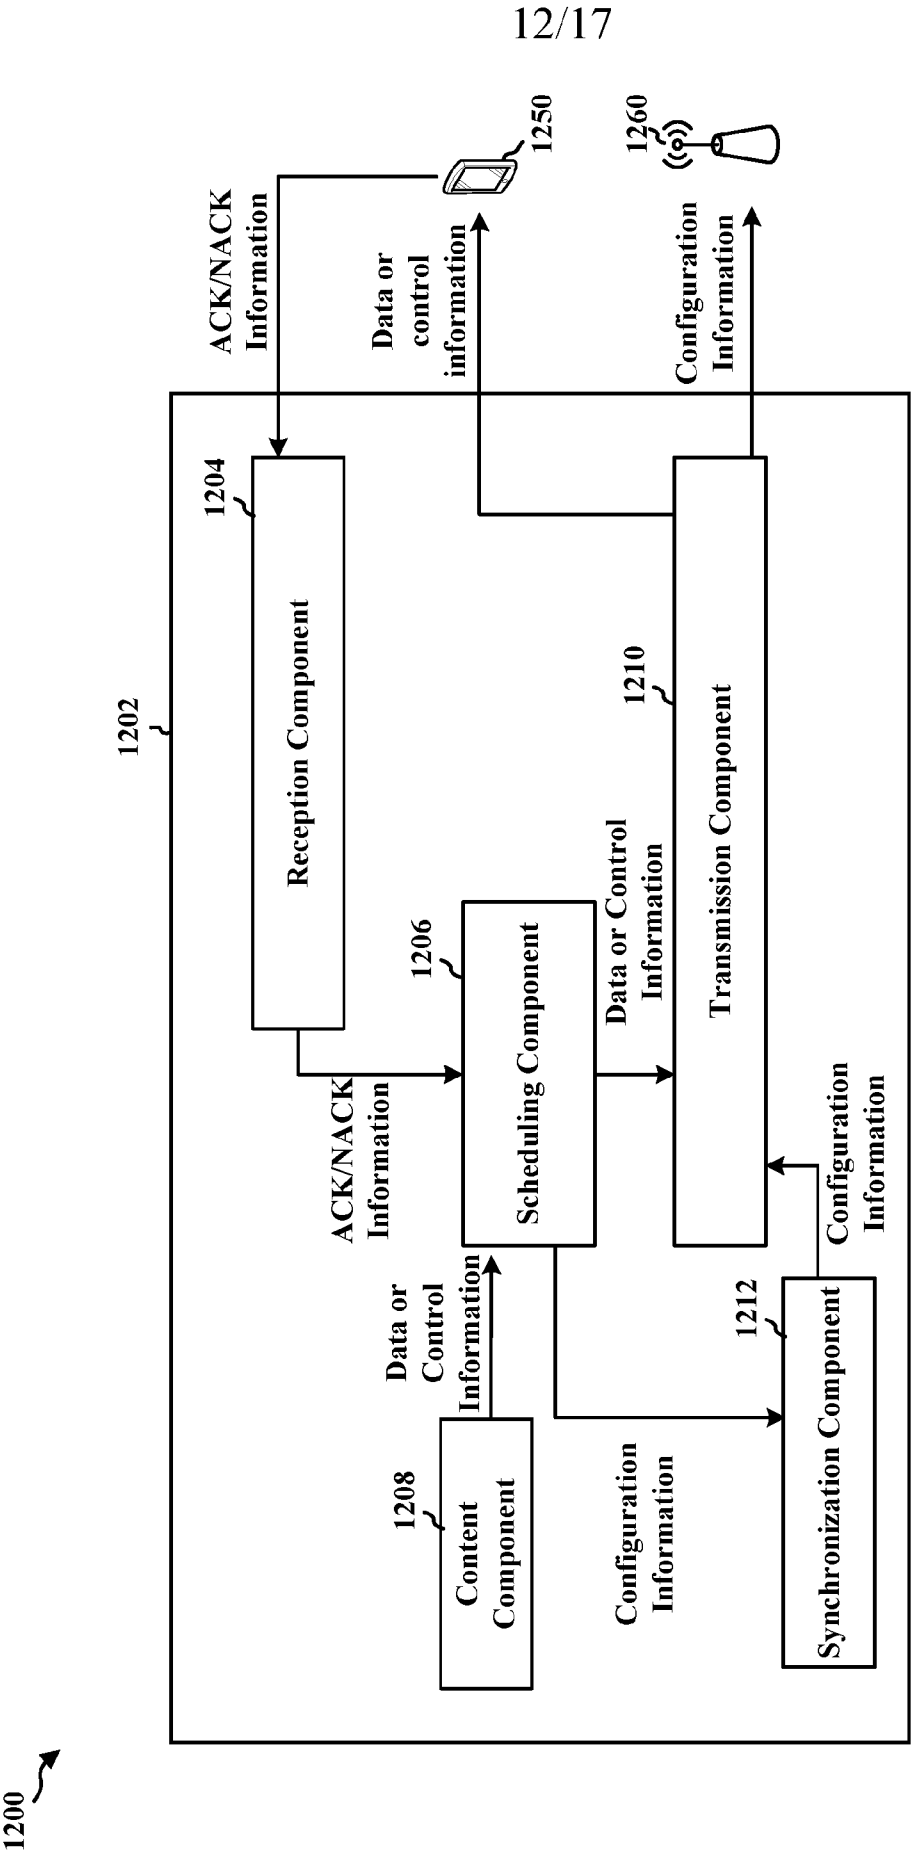 12/17
1200
1202
ACK/NACK
Information
1250
1260
Data or
control
information
Configuration
Information
1204
Reception Component
ACK/NACK
Information
1206
Scheduling Component
Data or
Control
Information
1208
Content
Component
Data or Control
Information
1210
Transmission Component
Configuration
Information
1212
Synchronization Component
Configuration
Information